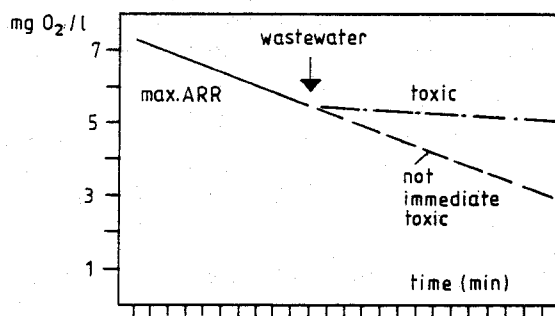 mg O₂/l
7
5
3
1
wastewater
max. ARR
toxic
not
immediate
toxic
time (min)